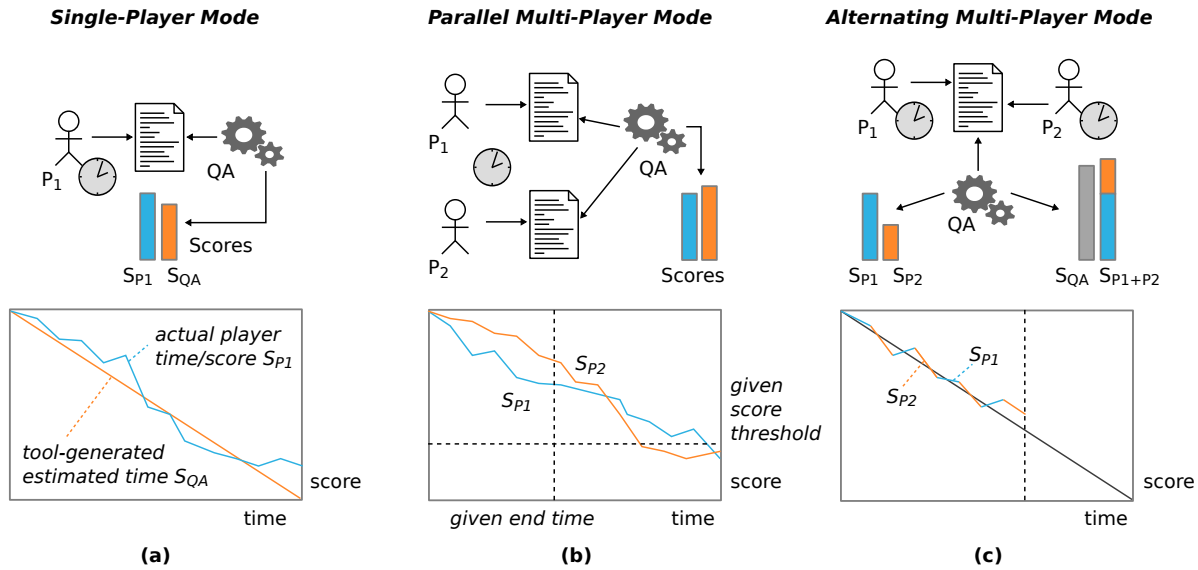 Single-Player Mode
P1
QA
Scores
SP1
SQA
actual player
time/score SP1
tool-generated
estimated time SQA
score
time
(a)
Parallel Multi-Player Mode
P1
QA
P2
Scores
SP2
SP1
given
score
threshold
score
given end time
time
(b)
Alternating Multi-Player Mode
P1
P2
QA
SP1
SP2
SQA
SP1+P2
SP1
SP2
score
time
(c)